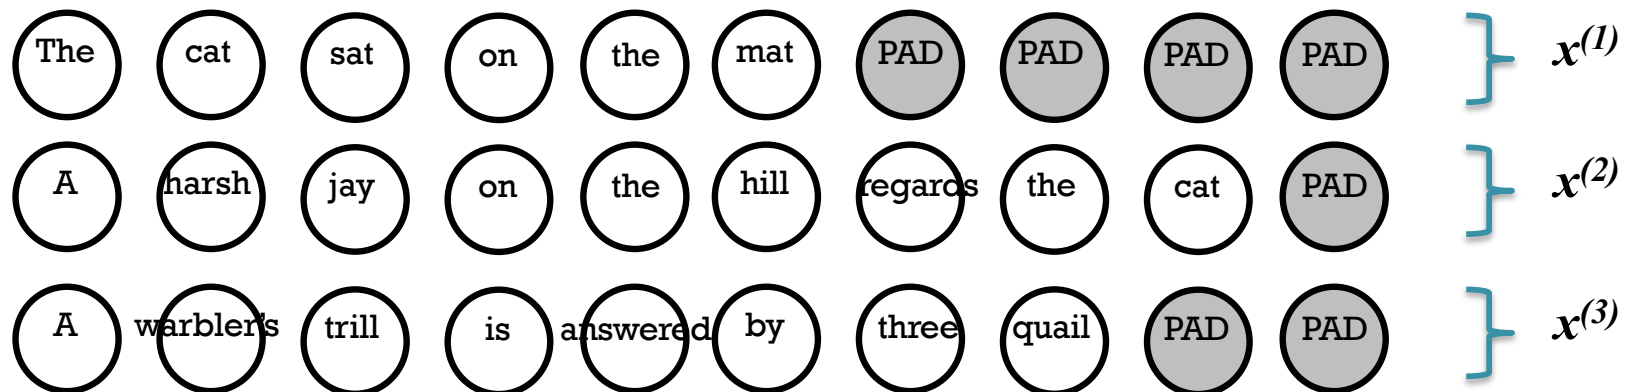 The cat sat on the mat PAD PAD PAD PAD x(1)
A harsh jay on the hill regards the cat PAD x(2)
A warbler's trill is answered by three quail PAD PAD x(3)